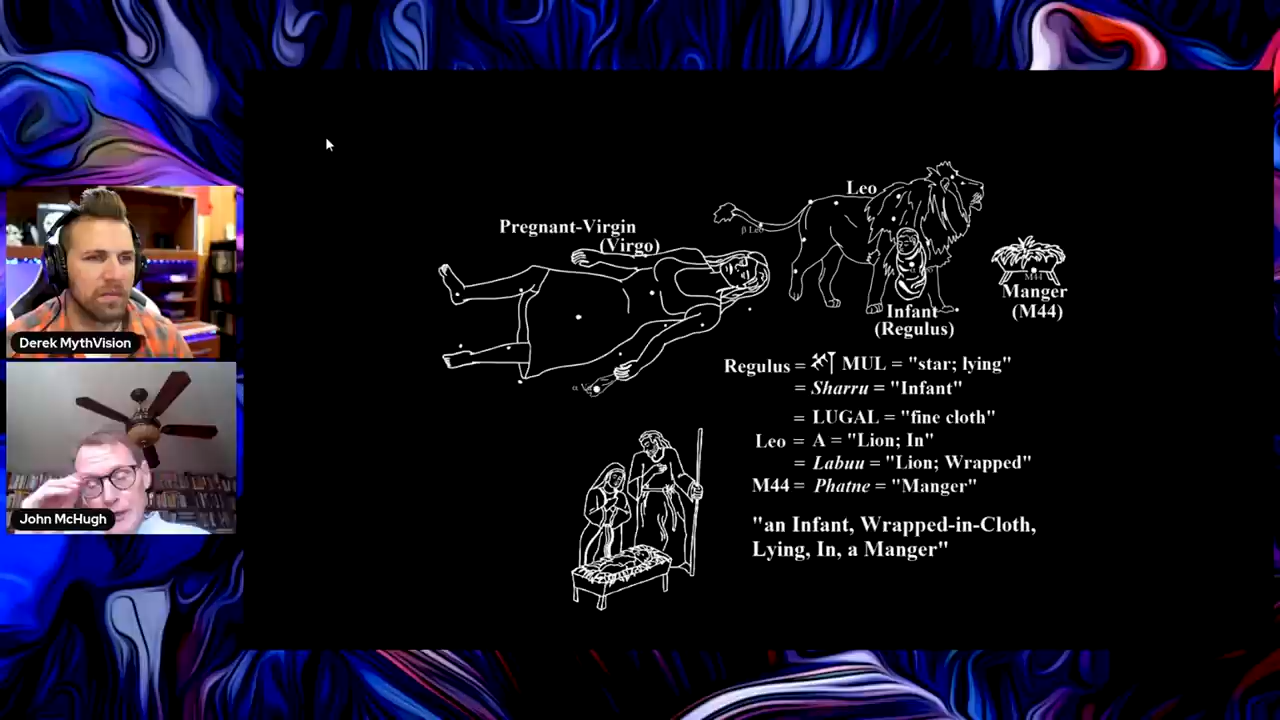 Leo
β Leo
Pregnant-Virgin
(Virgo)
M44
Manger
(M44)
Infant
(Regulus)
Derek MythVision
Regulus = MUL = "star; lying"
= Sharru = "Infant"
= LUGAL = "fine cloth"
Leo = A = "Lion; In"
= Labuu = "Lion; Wrapped"
M44 = Phatne = "Manger"
John McHugh
"an Infant, Wrapped-in-Cloth,
Lying, In, a Manger"